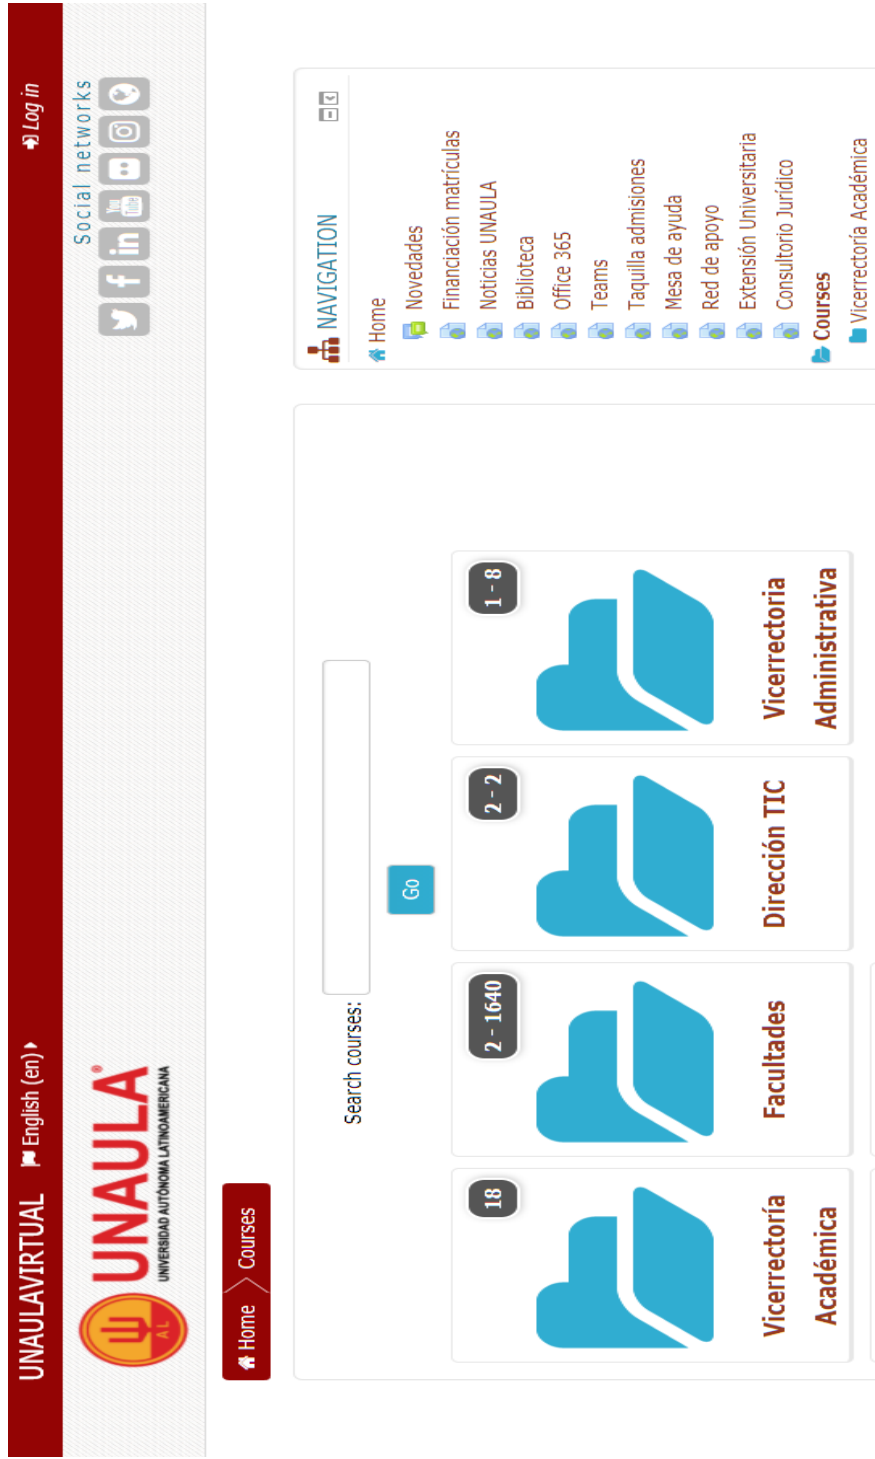 UNAULAVIRTUAL
English (en)
Log in
AL
UNAULA
UNIVERSIDAD AUTÓNOMA LATINOAMERICANA
Social networks
You
Tube
Home
Courses
Search courses:
Go
18
Vicerrectoría
Académica
2 - 1640
Facultades
2 - 2
Dirección TIC
1 - 8
Vicerrectoria
Administrativa
NAVIGATION
Home
Novedades
Financiación matrículas
Noticias UNAULA
Biblioteca
Office 365
Teams
Taquilla admisiones
Mesa de ayuda
Red de apoyo
Extensión Universitaria
Consultorio Jurídico
Courses
Vicerrectoría Académica